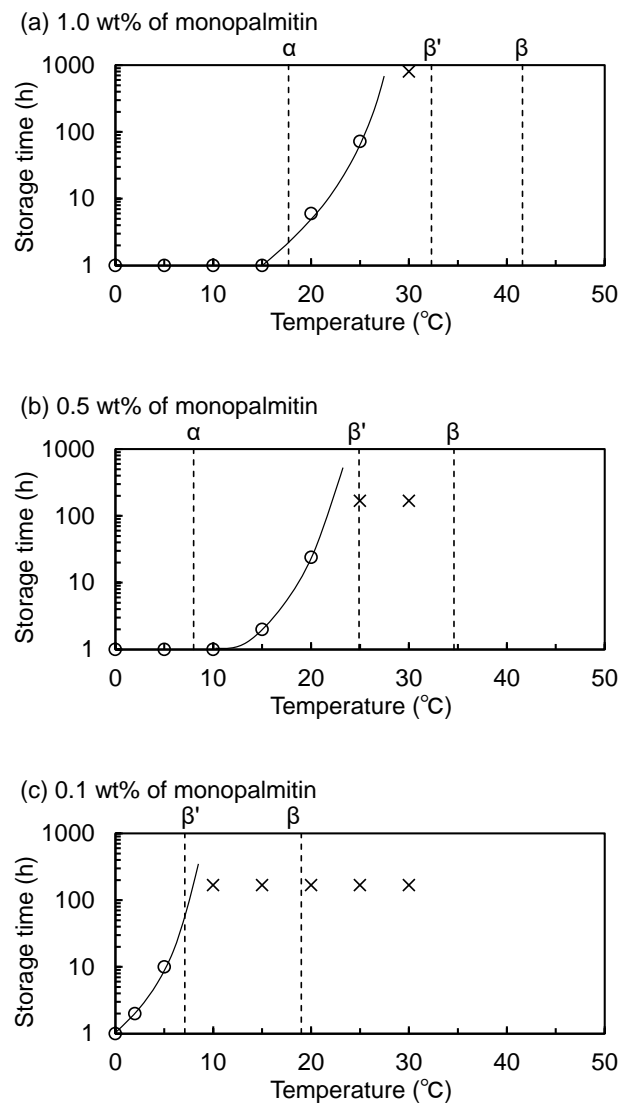 (a) 1.0 wt% of monopalmitin
α β' β
1000
100
10
1
Storage time (h)
0 10 20 30 40 50
Temperature (°C)
(b) 0.5 wt% of monopalmitin
α β' β
1000
100
10
1
Storage time (h)
0 10 20 30 40 50
Temperature (°C)
(c) 0.1 wt% of monopalmitin
β' β
1000
100
10
1
Storage time (h)
0 10 20 30 40 50
Temperature (°C)